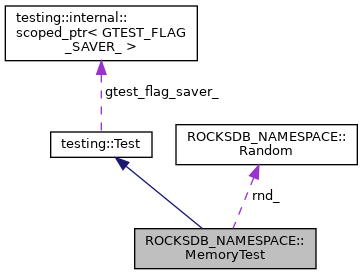 testing::internal::
scoped_ptr< GTEST_FLAG
_SAVER_ >
gtest_flag_saver_
testing::Test
ROCKSDB_NAMESPACE::
Random
rnd_
ROCKSDB_NAMESPACE::
MemoryTest